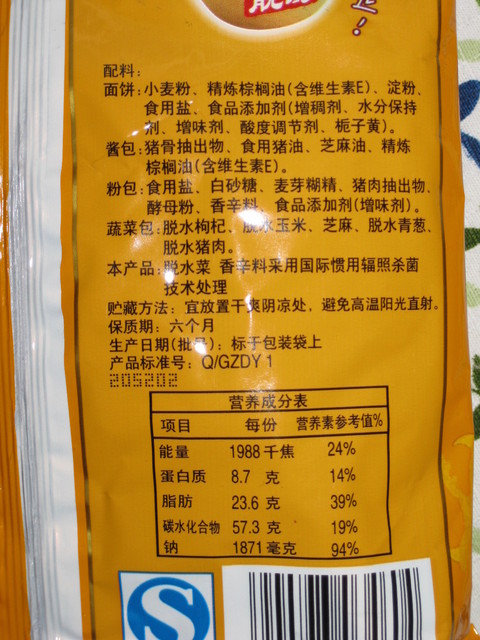 配料：
面饼：小麦粉、精炼棕榈油(含维生素E)、淀粉、
食用盐、食品添加剂(增稠剂、水分保持
剂、增味剂、酸度调节剂、栀子黄)。
酱包：猪骨抽出物、食用猪油、芝麻油、精炼
棕榈油(含维生素E)。
粉包：食用盐、白砂糖、麦芽糊精、猪肉抽出物、
酵母粉、香辛料、食品添加剂(增味剂)。
蔬菜包：脱水枸杞、脱水玉米、芝麻、脱水青葱、
脱水猪肉。
本产品：脱水菜 香辛料采用国际惯用辐照杀菌
技术处理
贮藏方法：宜放置干爽阴凉处，避免高温阳光直射。
保质期：六个月
生产日期(批号)：标于包装袋上
产品标准号：Q/GZDY 1
205202
营养成分表
项目 每份 营养素参考值%
能量 1988 千焦 24%
蛋白质 8.7 克 14%
脂肪 23.6 克 39%
碳水化合物 57.3 克 19%
钠 1871 毫克 94%
S